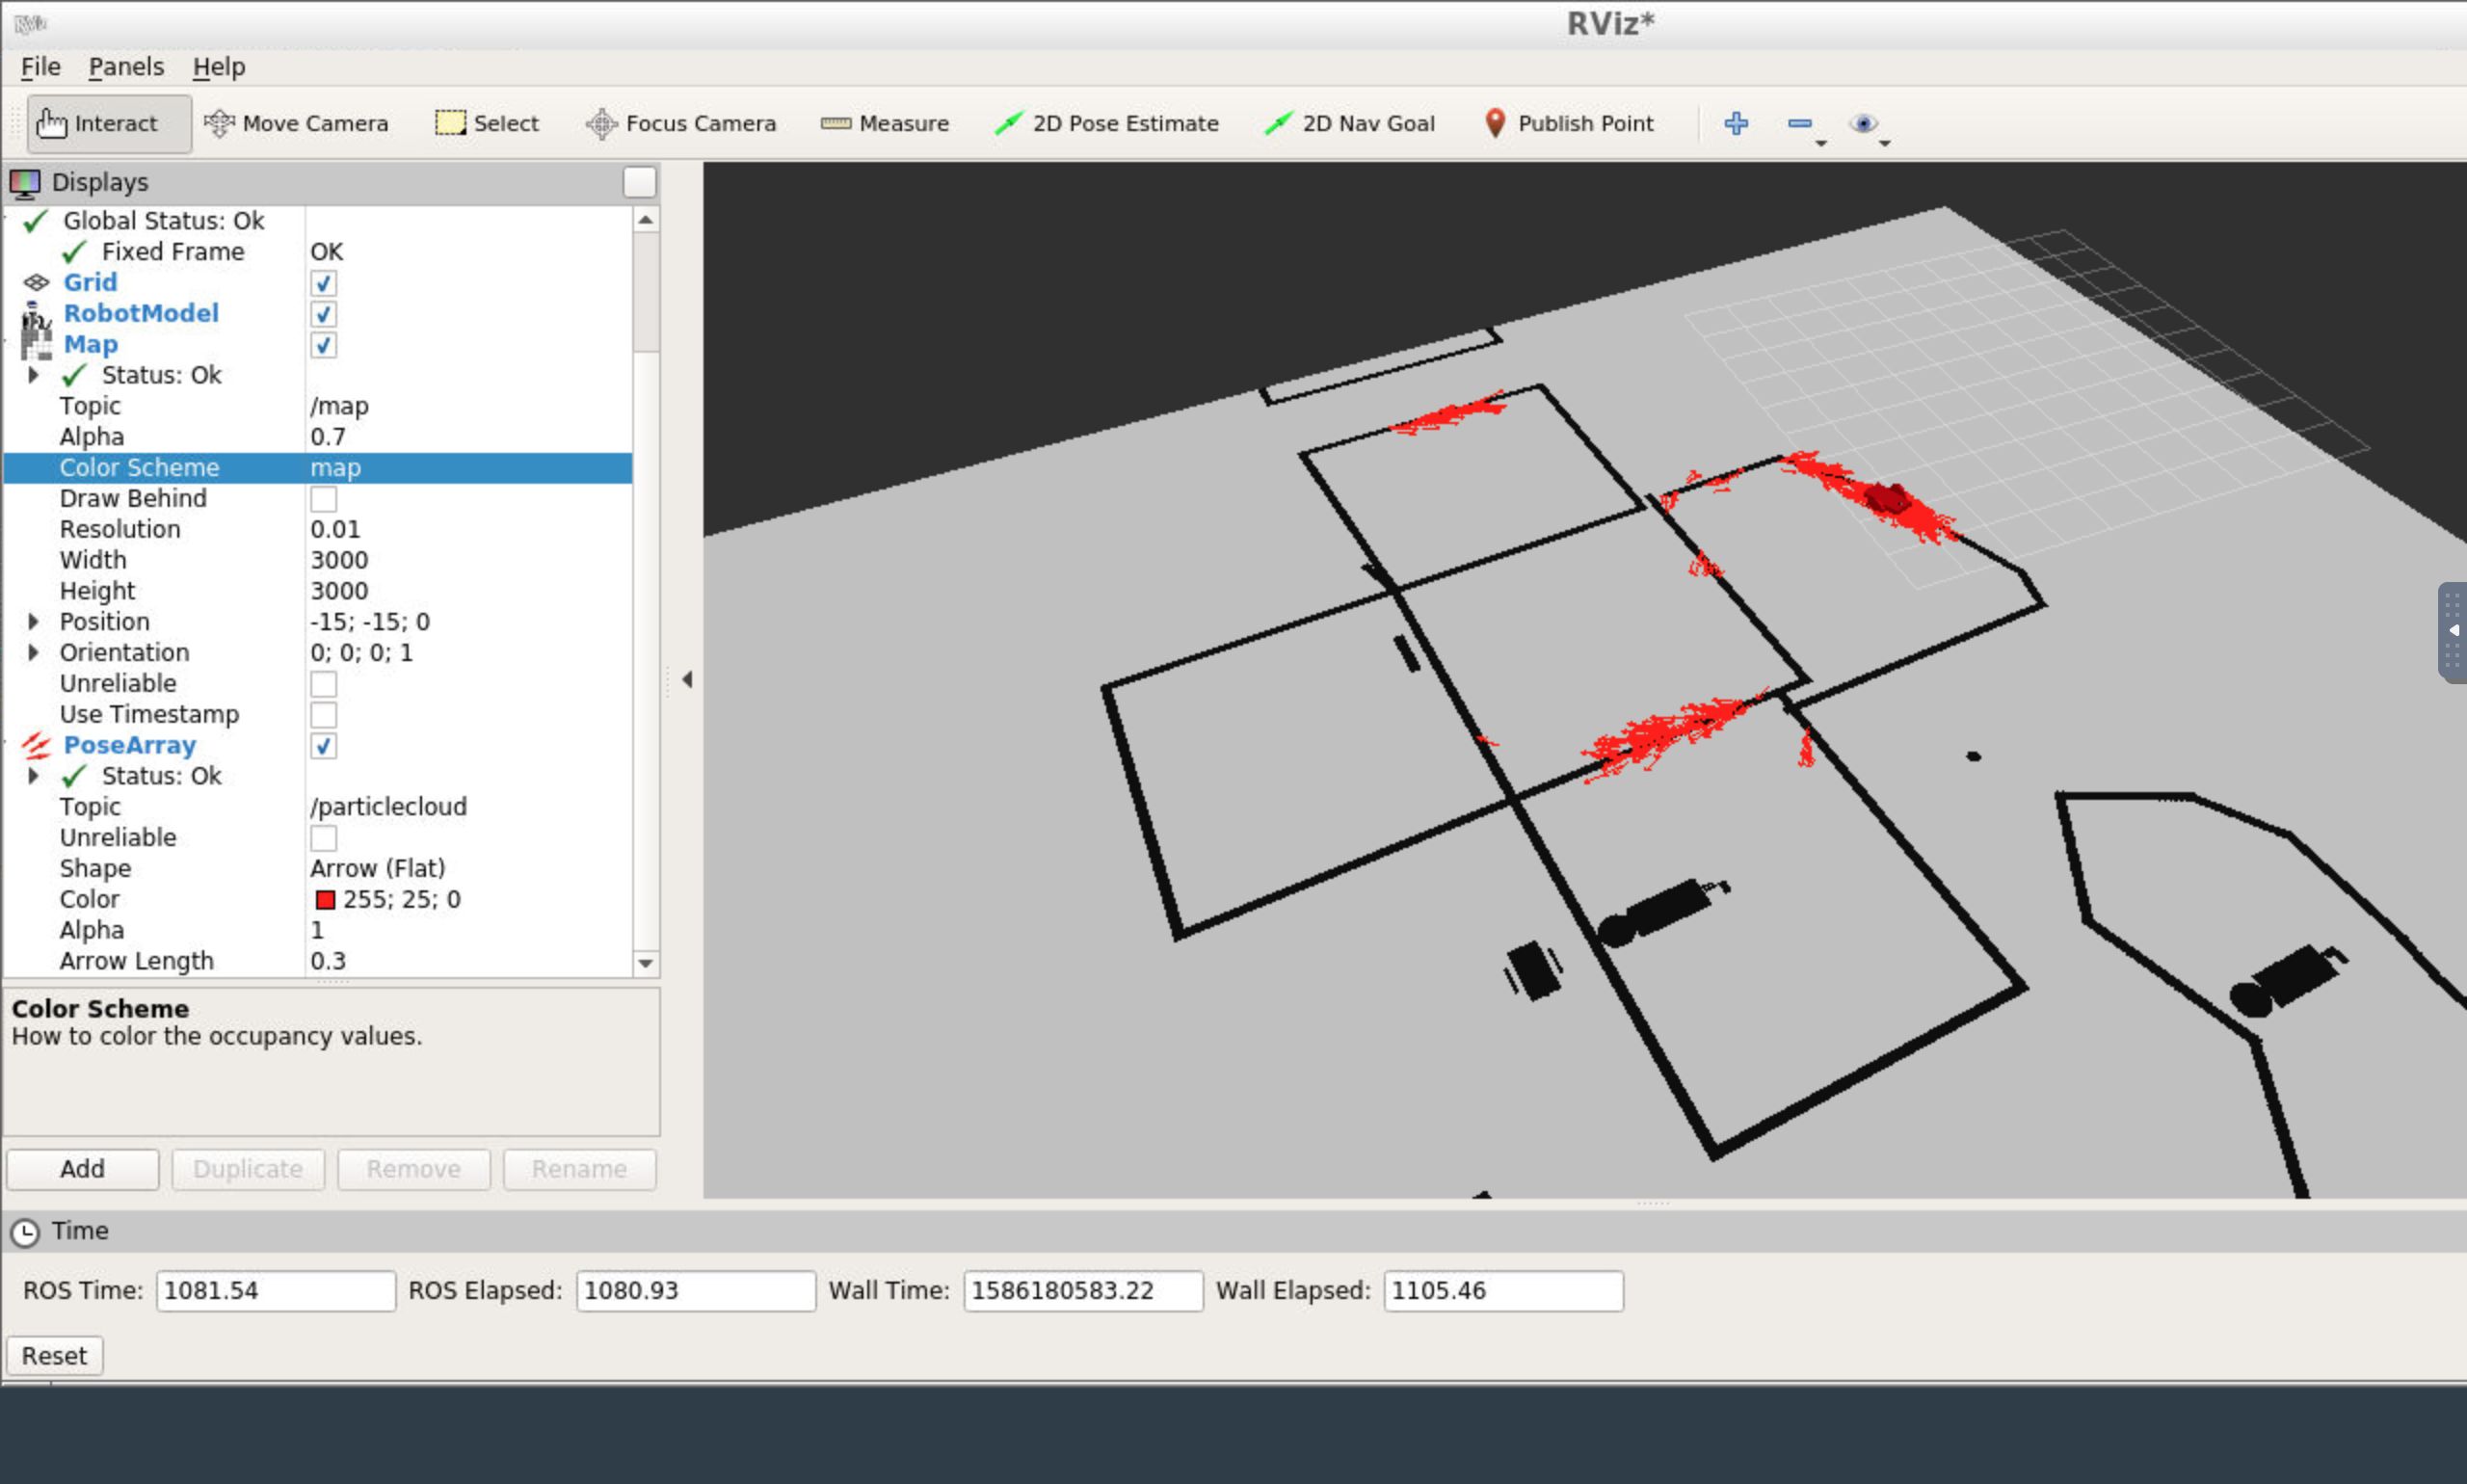 RViz*
File Panels Help
Interact Move Camera Select Focus Camera Measure 2D Pose Estimate 2D Nav Goal Publish Point
Displays
Global Status: Ok
Fixed Frame OK
Grid
RobotModel
Map
Status: Ok
Topic /map
Alpha 0.7
Color Scheme map
Draw Behind
Resolution 0.01
Width 3000
Height 3000
Position -15; -15; 0
Orientation 0; 0; 0; 1
Unreliable
Use Timestamp
PoseArray
Status: Ok
Topic /particlecloud
Unreliable
Shape Arrow (Flat)
Color 255; 25; 0
Alpha 1
Arrow Length 0.3
Color Scheme
How to color the occupancy values.
Add Duplicate Remove Rename
Time
ROS Time: 1081.54 ROS Elapsed: 1080.93 Wall Time: 1586180583.22 Wall Elapsed: 1105.46
Reset